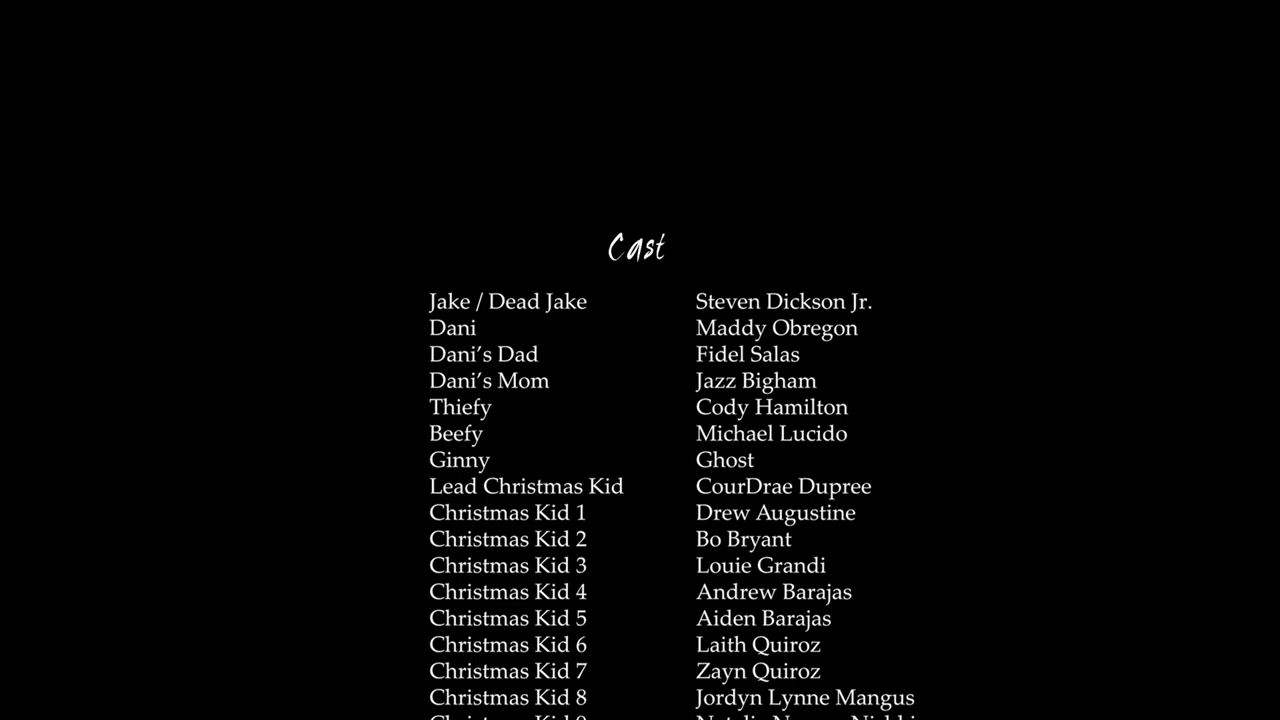 Cast
Jake / Dead Jake Steven Dickson Jr.
Dani Maddy Obregon
Dani’s Dad Fidel Salas
Dani’s Mom Jazz Bigham
Thiefy Cody Hamilton
Beefy Michael Lucido
Ginny Ghost
Lead Christmas Kid CourDrae Dupree
Christmas Kid 1 Drew Augustine
Christmas Kid 2 Bo Bryant
Christmas Kid 3 Louie Grandi
Christmas Kid 4 Andrew Barajas
Christmas Kid 5 Aiden Barajas
Christmas Kid 6 Laith Quiroz
Christmas Kid 7 Zayn Quiroz
Christmas Kid 8 Jordyn Lynne Mangus